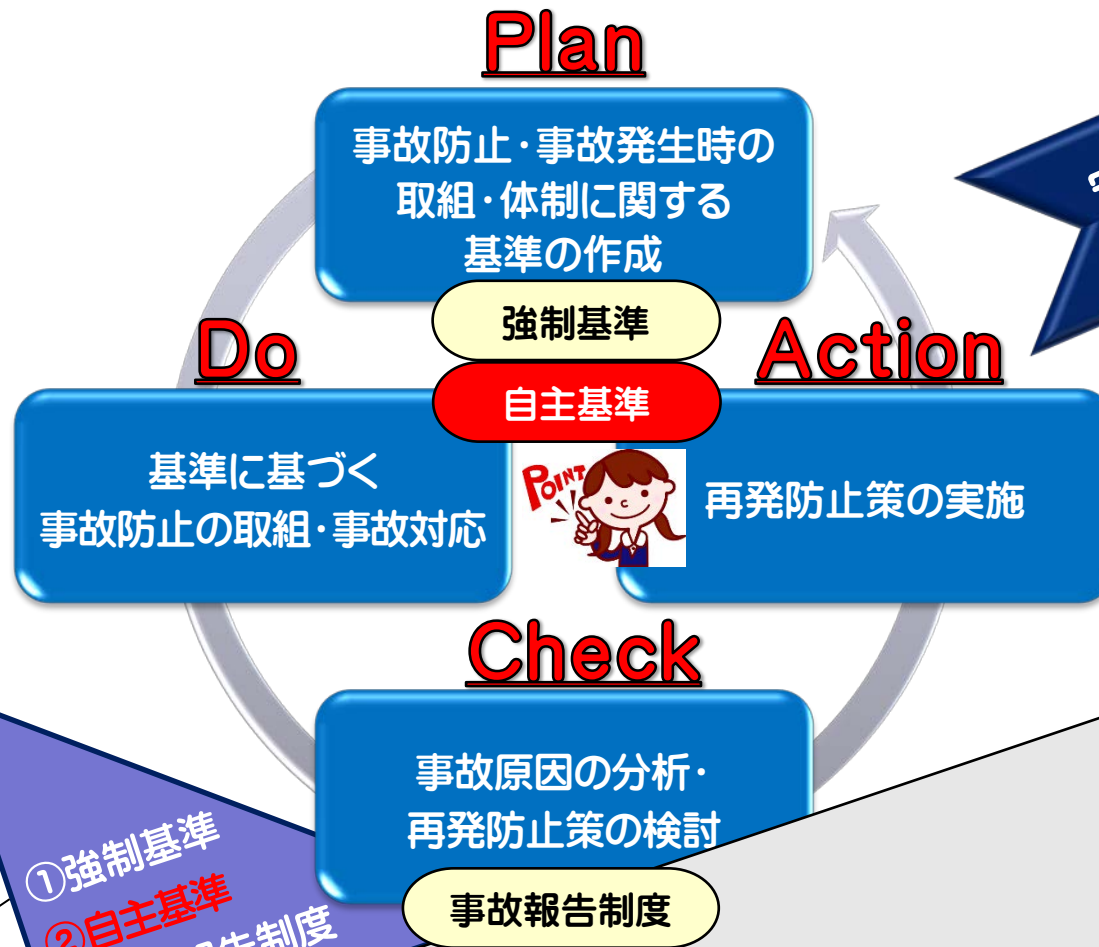 Plan
事故防止・事故発生時の
取組・体制に関する
基準の作成
強制基準
自主基準
Do
基準に基づく
事故防止の取組・事故対応
POINT
Action
再発防止策の実施
Check
事故原因の分析・
再発防止策の検討
事故報告制度
①強制基準
②自主基準
報告制度